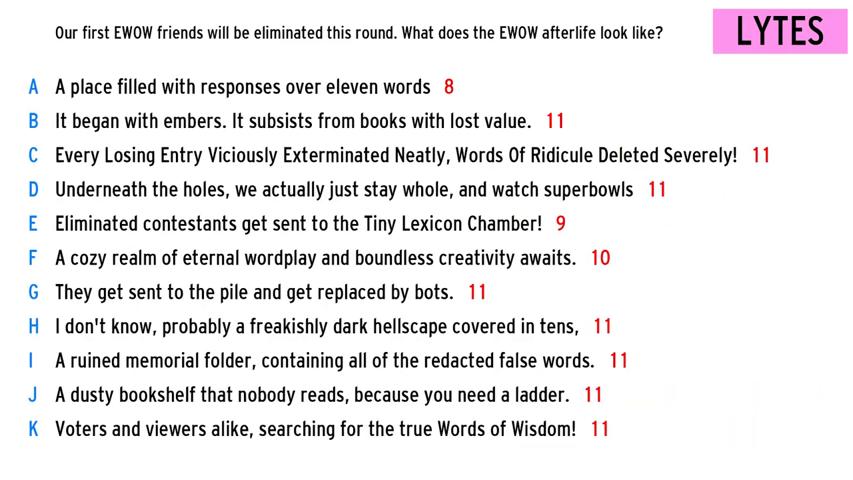 Our first EWOW friends will be eliminated this round. What does the EWOW afterlife look like?
LYTES
A A place filled with responses over eleven words 8
B It began with embers. It subsists from books with lost value. 11
C Every Losing Entry Viciously Exterminated Neatly, Words Of Ridicule Deleted Severely! 11
D Underneath the holes, we actually just stay whole, and watch superbowls 11
E Eliminated contestants get sent to the Tiny Lexicon Chamber! 9
F A cozy realm of eternal wordplay and boundless creativity awaits. 10
G They get sent to the pile and get replaced by bots. 11
H I don't know, probably a freakishly dark hellscape covered in tens, 11
I A ruined memorial folder, containing all of the redacted false words. 11
J A dusty bookshelf that nobody reads, because you need a ladder. 11
K Voters and viewers alike, searching for the true Words of Wisdom! 11